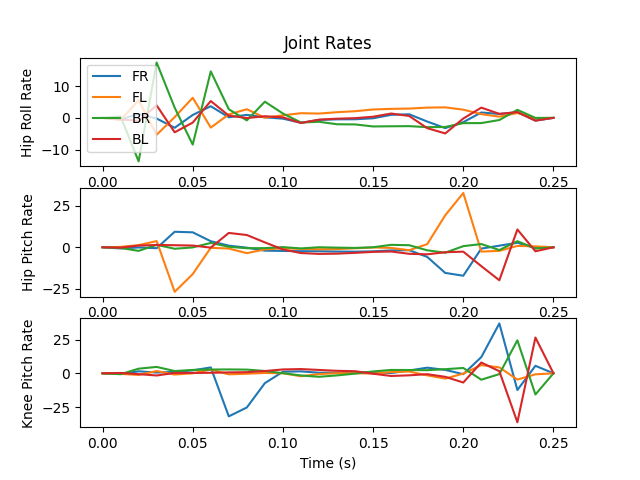 Joint Rates
Hip Roll Rate
10
0
−10
FR
FL
BR
BL
0.00 0.05 0.10 0.15 0.20 0.25
Hip Pitch Rate
25
0
−25
0.00 0.05 0.10 0.15 0.20 0.25
Knee Pitch Rate
25
0
−25
0.00 0.05 0.10 0.15 0.20 0.25
Time (s)